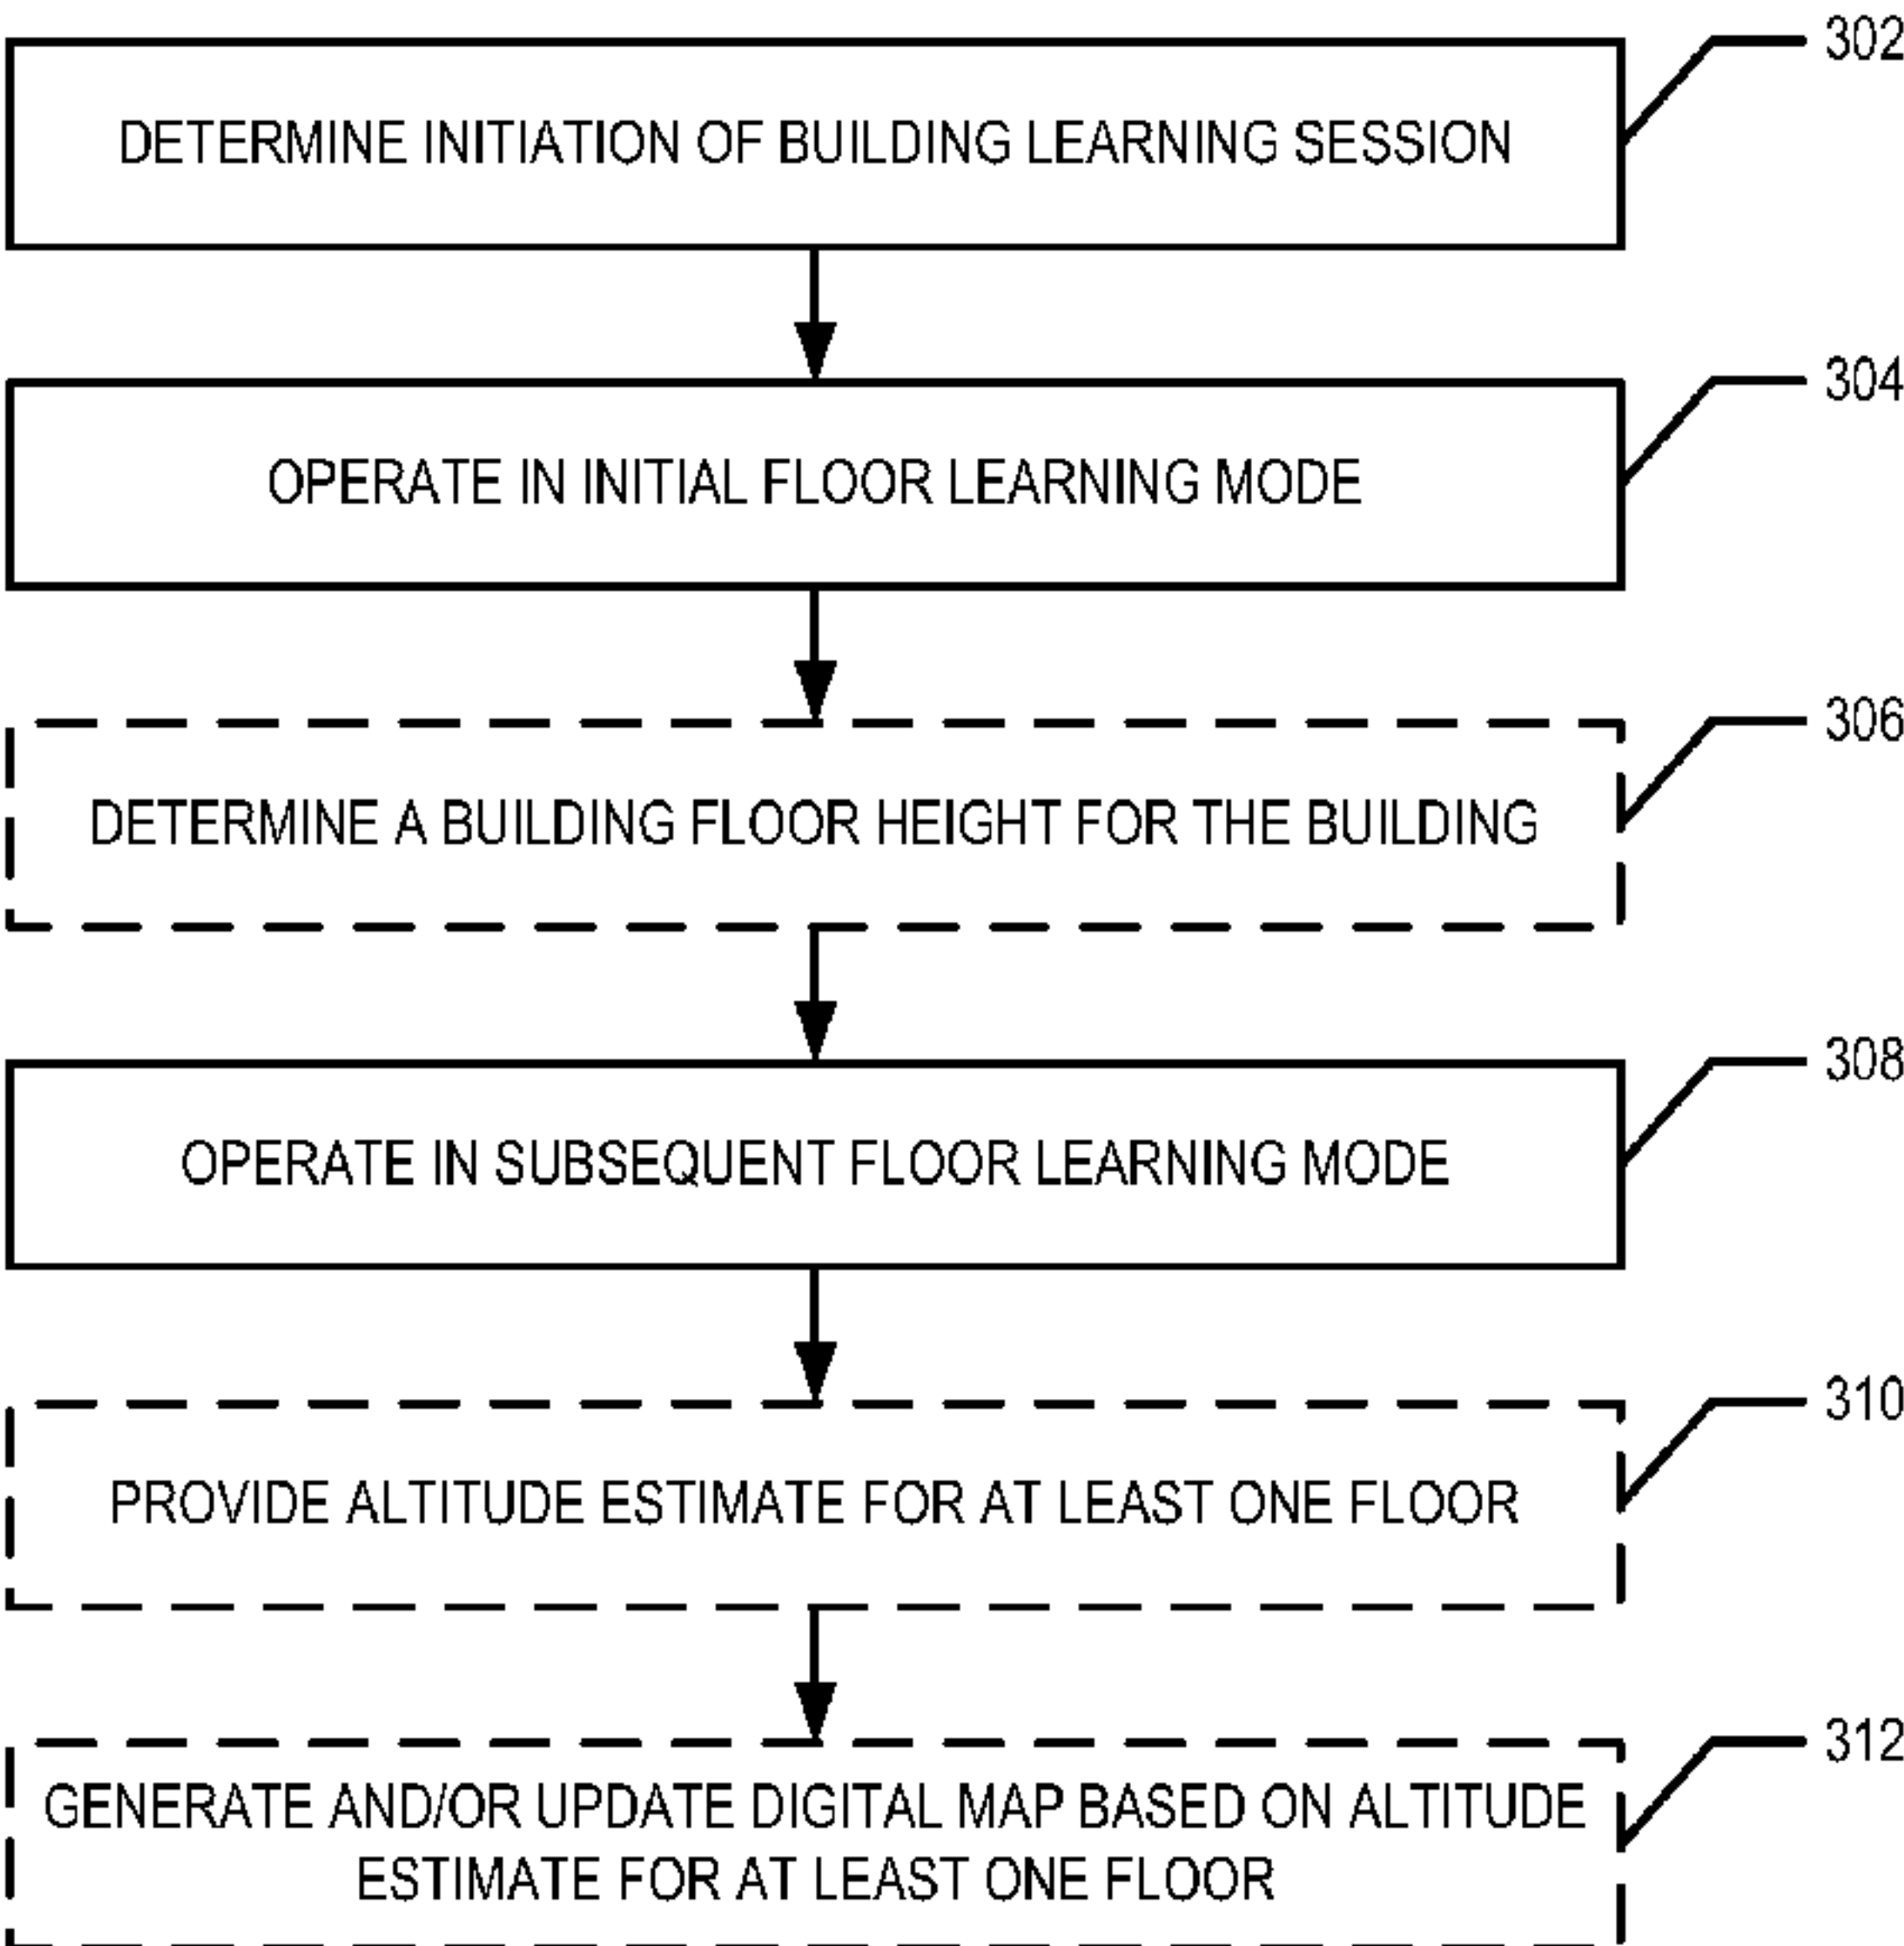 302
DETERMINE INITIATION OF BUILDING LEARNING SESSION
304
OPERATE IN INITIAL FLOOR LEARNING MODE
306
DETERMINE A BUILDING FLOOR HEIGHT FOR THE BUILDING
308
OPERATE IN SUBSEQUENT FLOOR LEARNING MODE
310
PROVIDE ALTITUDE ESTIMATE FOR AT LEAST ONE FLOOR
312
GENERATE AND/OR UPDATE DIGITAL MAP BASED ON ALTITUDE
ESTIMATE FOR AT LEAST ONE FLOOR